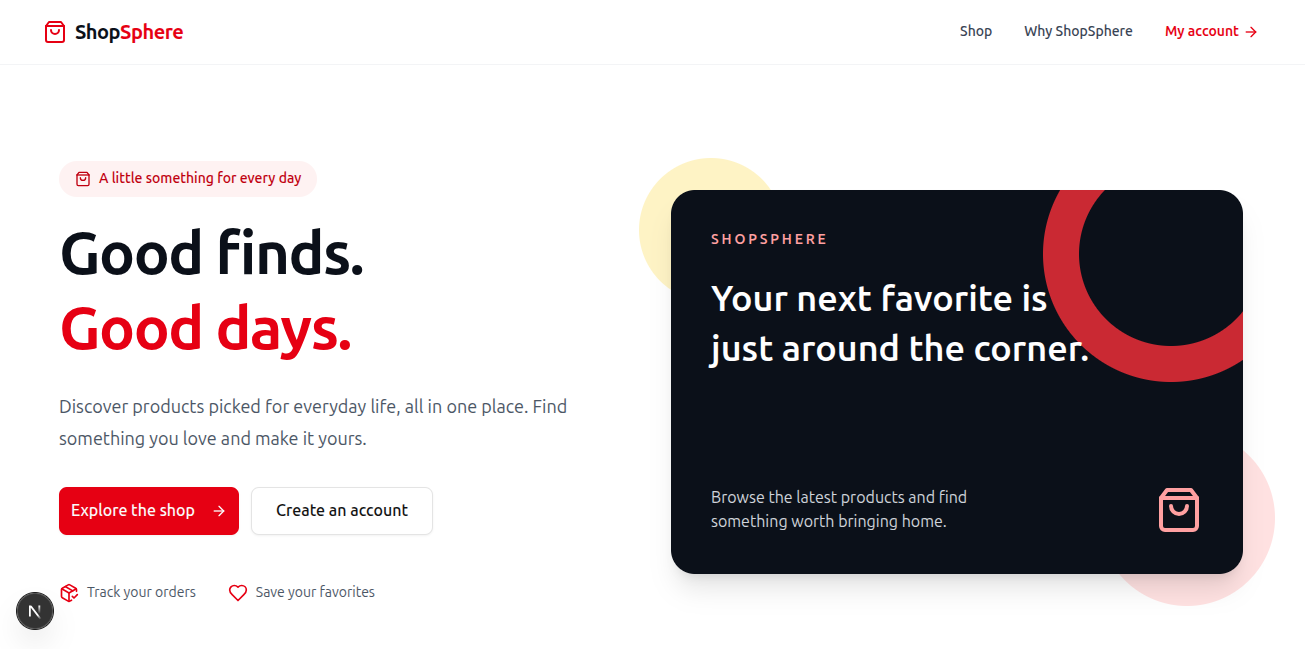 ShopSphere
Shop
Why ShopSphere
My account
A little something for every day
Good finds.
Good days.
Discover products picked for everyday life, all in one place. Find
something you love and make it yours.
Explore the shop
Create an account
Track your orders
Save your favorites
N
SHOPSPHERE
Your next favorite is
just around the corner.
Browse the latest products and find
something worth bringing home.